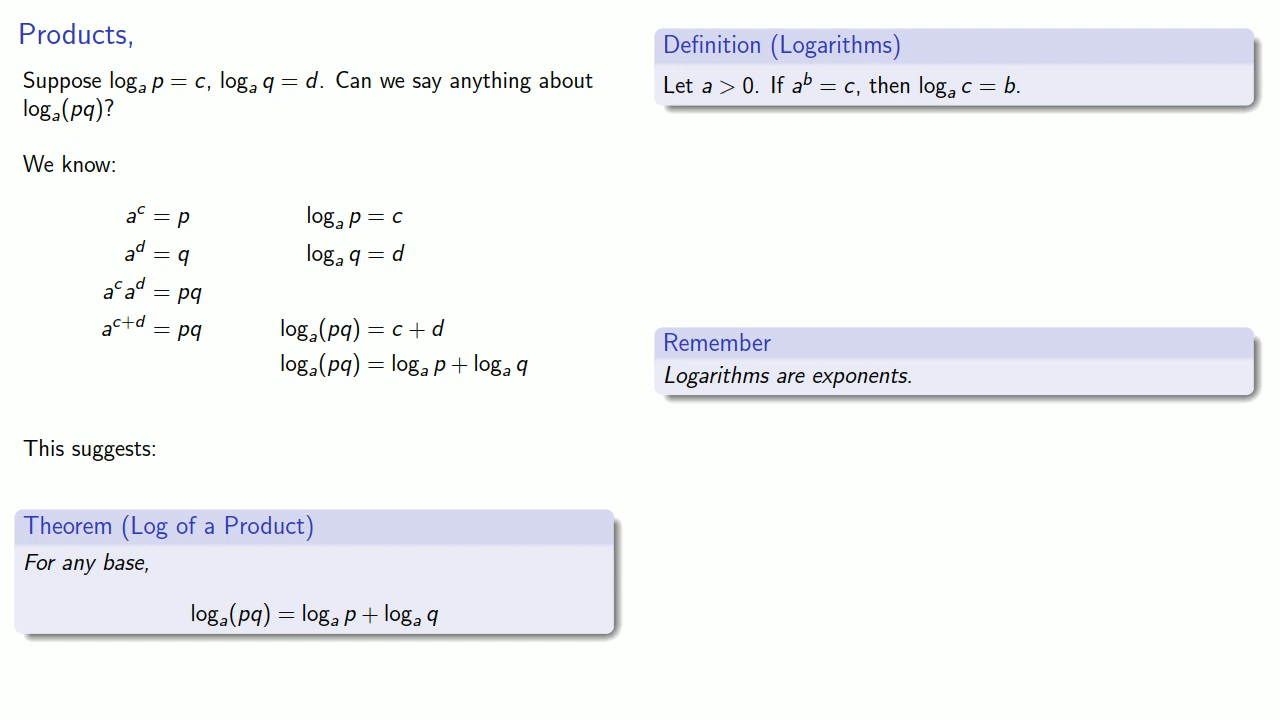 Products,
Suppose log_a p = c, log_a q = d. Can we say anything about
log_a(pq)?
We know:
a^c = p log_a p = c
a^d = q log_a q = d
a^c a^d = pq
a^{c+d} = pq log_a(pq) = c + d
log_a(pq) = log_a p + log_a q
This suggests:
Theorem (Log of a Product)
For any base,
log_a(pq) = log_a p + log_a q
Definition (Logarithms)
Let a > 0. If a^b = c, then log_a c = b.
Remember
Logarithms are exponents.